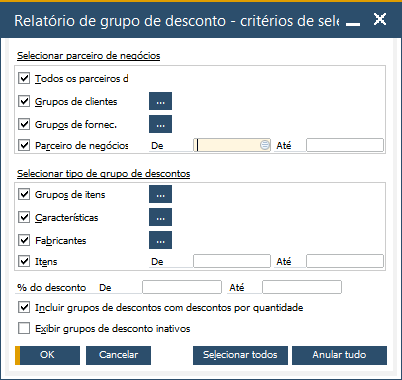 Relatório de grupo de desconto - critérios de sele
Selecionar parceiro de negócios
Todos os parceiros d
Grupos de clientes ...
Grupos de fornec. ...
Parceiro de negócios De Até
Selecionar tipo de grupo de descontos
Grupos de itens ...
Características ...
Fabricantes ...
Itens De Até
% do desconto De Até
Incluir grupos de descontos com descontos por quantidade
Exibir grupos de desconto inativos
OK Cancelar Selecionar todos Anular tudo